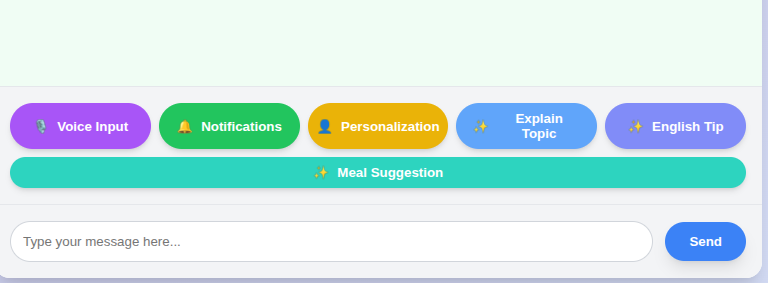 🎙️ Voice Input
🔔 Notifications
👤 Personalization
✨ Explain
Topic
✨ English Tip
✨ Meal Suggestion
Type your message here...
Send